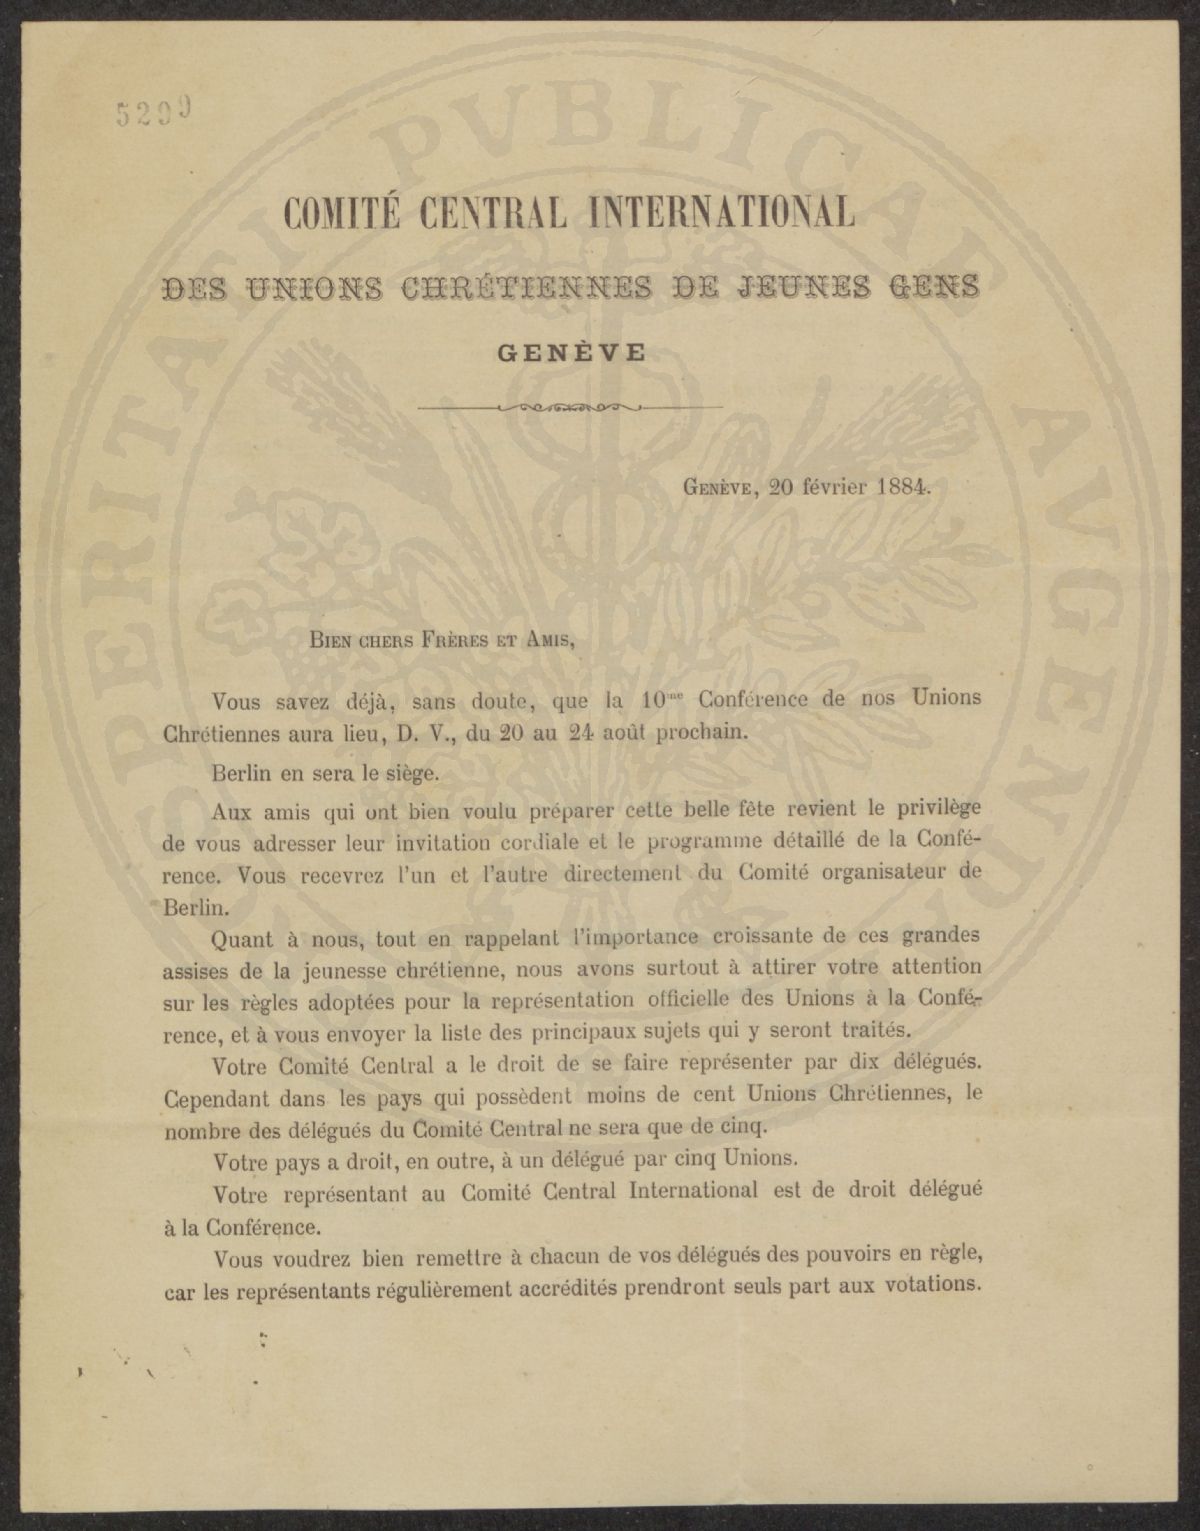 5299
COMITÉ CENTRAL INTERNATIONAL
DES UNIONS CHRÉTIENNES DE JEUNES GENS
GENÈVE
GENÈVE, 20 février 1884.
BIEN CHERS FRÈRES ET AMIS,
Vous savez déjà, sans doute, que la 10me Conférence de nos Unions
Chrétiennes aura lieu, D. V., du 20 au 24 août prochain.
Berlin en sera le siège.
Aux amis qui ont bien voulu préparer cette belle fête revient le privilège
de vous adresser leur invitation cordiale et le programme détaillé de la Confé-
rence. Vous recevrez l'un et l'autre directement du Comité organisateur de
Berlin.
Quant à nous, tout en rappelant l'importance croissante de ces grandes
assises de la jeunesse chrétienne, nous avons surtout à attirer votre attention
sur les règles adoptées pour la représentation officielle des Unions à la Confé-
rence, et à vous envoyer la liste des principaux sujets qui y seront traités.
Votre Comité Central a le droit de se faire représenter par dix délégués.
Cependant dans les pays qui possèdent moins de cent Unions Chrétiennes, le
nombre des délégués du Comité Central ne sera que de cinq.
Votre pays a droit, en outre, à un délégué par cinq Unions.
Votre représentant au Comité Central International est de droit délégué
à la Conférence.
Vous voudrez bien remettre à chacun de vos délégués des pouvoirs en règle,
car les représentants régulièrement accrédités prendront seuls part aux votations.
PROSPERITATI PVBLICAE AVGENDAE